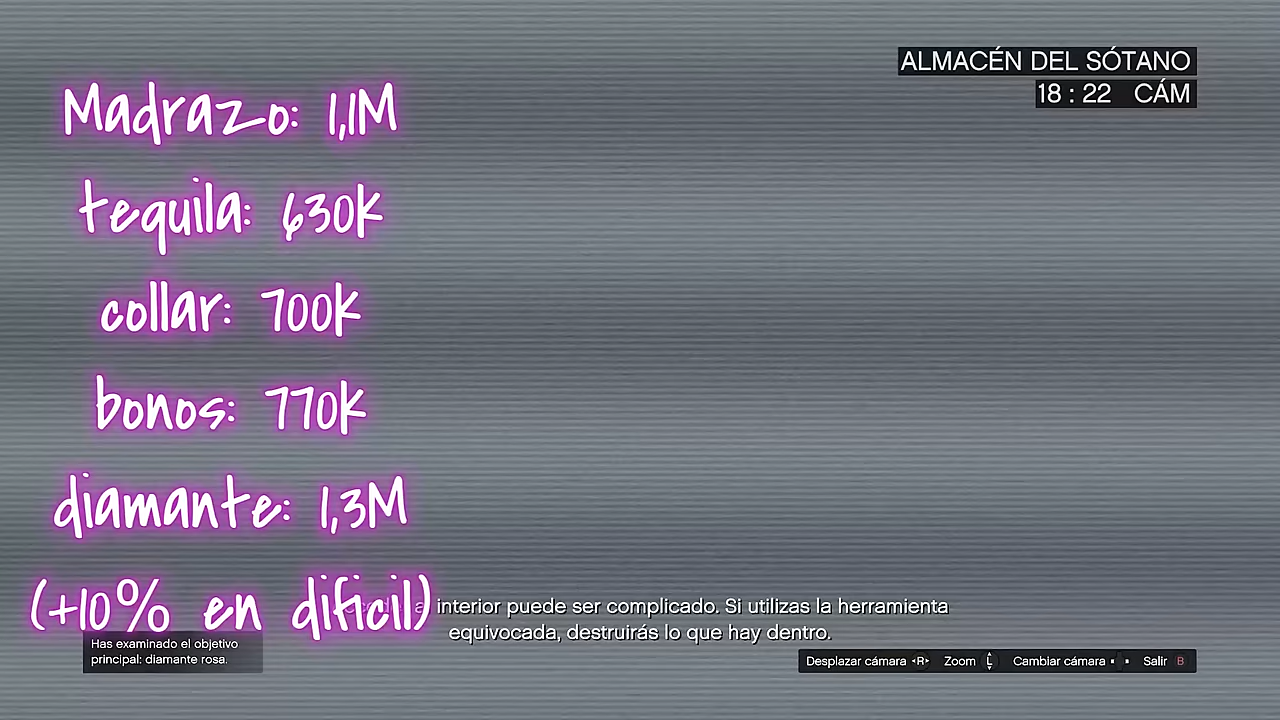 ALMACÉN DEL SÓTANO
18 : 22 CÁM
Madrazo: 1,1M
tequila: 630K
collar: 700K
bonos: 770K
diamante: 1,3M
(+10% en dificil)
interior puede ser complicado. Si utilizas la herramienta
equivocada, destruirás lo que hay dentro.
Has examinado el objetivo
principal: diamante rosa.
Desplazar cámara R Zoom L Cambiar cámara Salir B